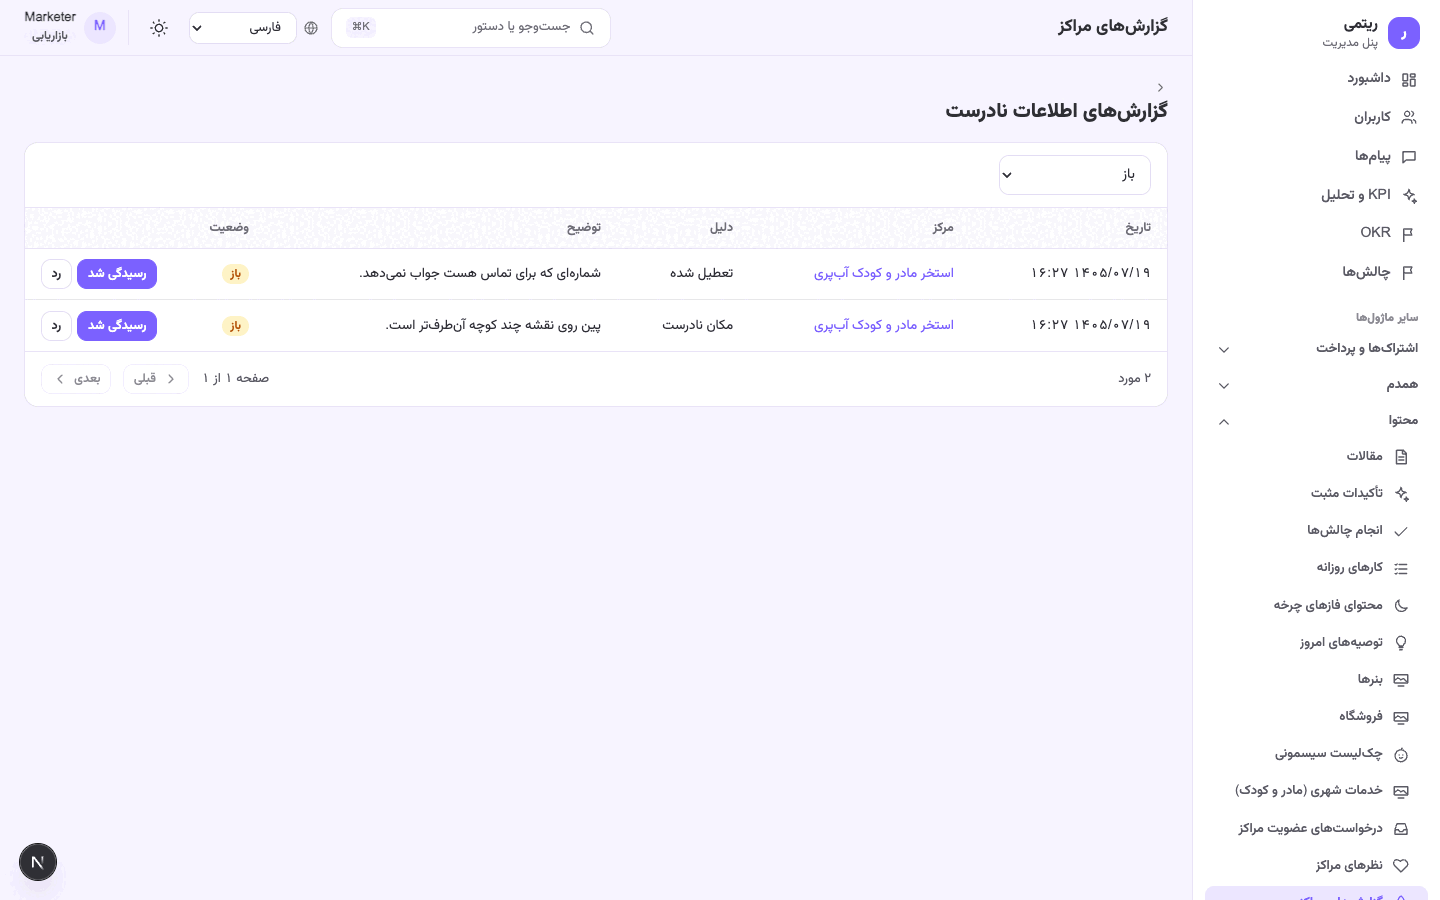 ر
ریتمی
پنل مدیریت
داشبورد
کاربران
پیام‌ها
KPI و تحلیل
OKR
چالش‌ها
سایر ماژول‌ها
اشتراک‌ها و پرداخت
همدم
محتوا
مقالات
تأکیدات مثبت
انجام چالش‌ها
کارهای روزانه
محتوای فازهای چرخه
توصیه‌های امروز
بنرها
فروشگاه
چک‌لیست سیسمونی
خدمات شهری (مادر و کودک)
درخواست‌های عضویت مراکز
نظرهای مراکز
گزارش‌های مراکز
جست‌وجو یا دستور
⌘K
فارسی
M
Marketer
بازاریابی
گزارش‌های اطلاعات نادرست
باز
تاریخ مرکز دلیل توضیح وضعیت
۱۴۰۵/۰۷/۱۹ ۱۶:۲۷ استخر مادر و کودک آب‌پری تعطیل شده شماره‌ای که برای تماس هست جواب نمی‌دهد. باز رسیدگی شد رد
۱۴۰۵/۰۷/۱۹ ۱۶:۲۷ استخر مادر و کودک آب‌پری مکان نادرست پین روی نقشه چند کوچه آن‌طرف‌تر است. باز رسیدگی شد رد
۲ مورد صفحه ۱ از ۱ قبلی بعدی
N